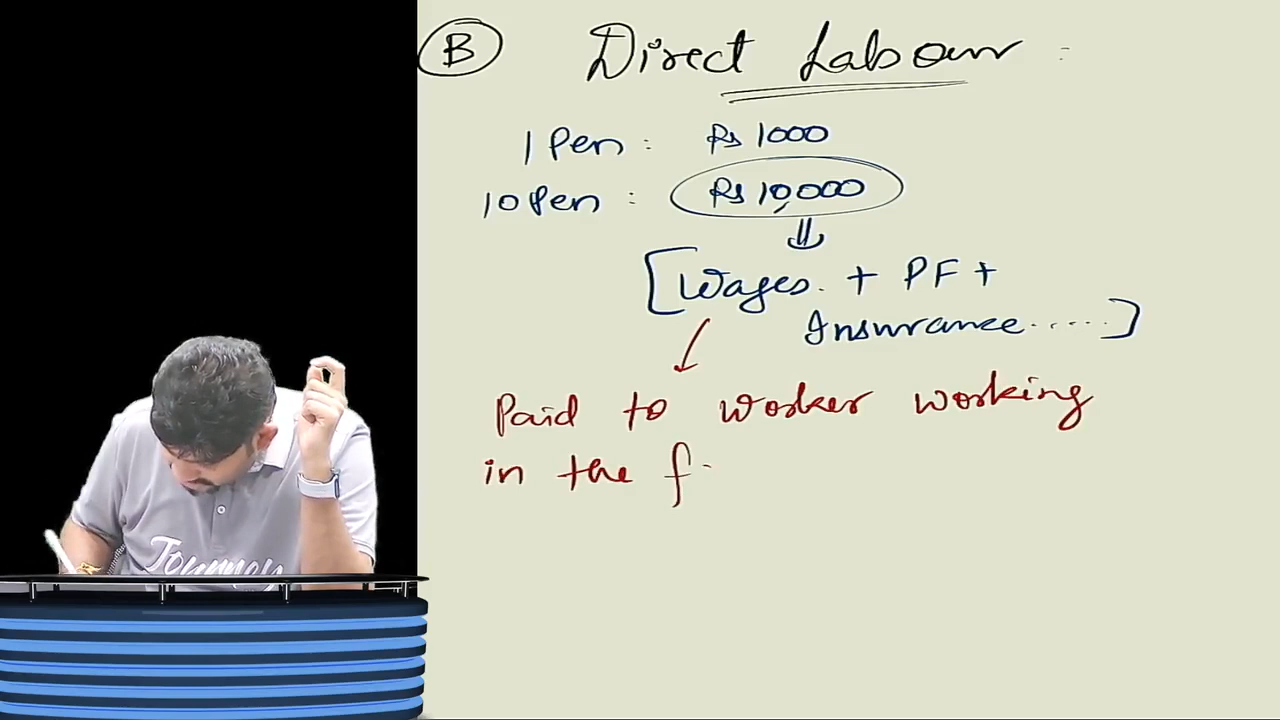 B Direct Labour :
1 Pen : Rs 1000
10 Pen : Rs 10,000
[Wages. + PF +
Insurance.....]
Paid to worker working
in the f.
Journey